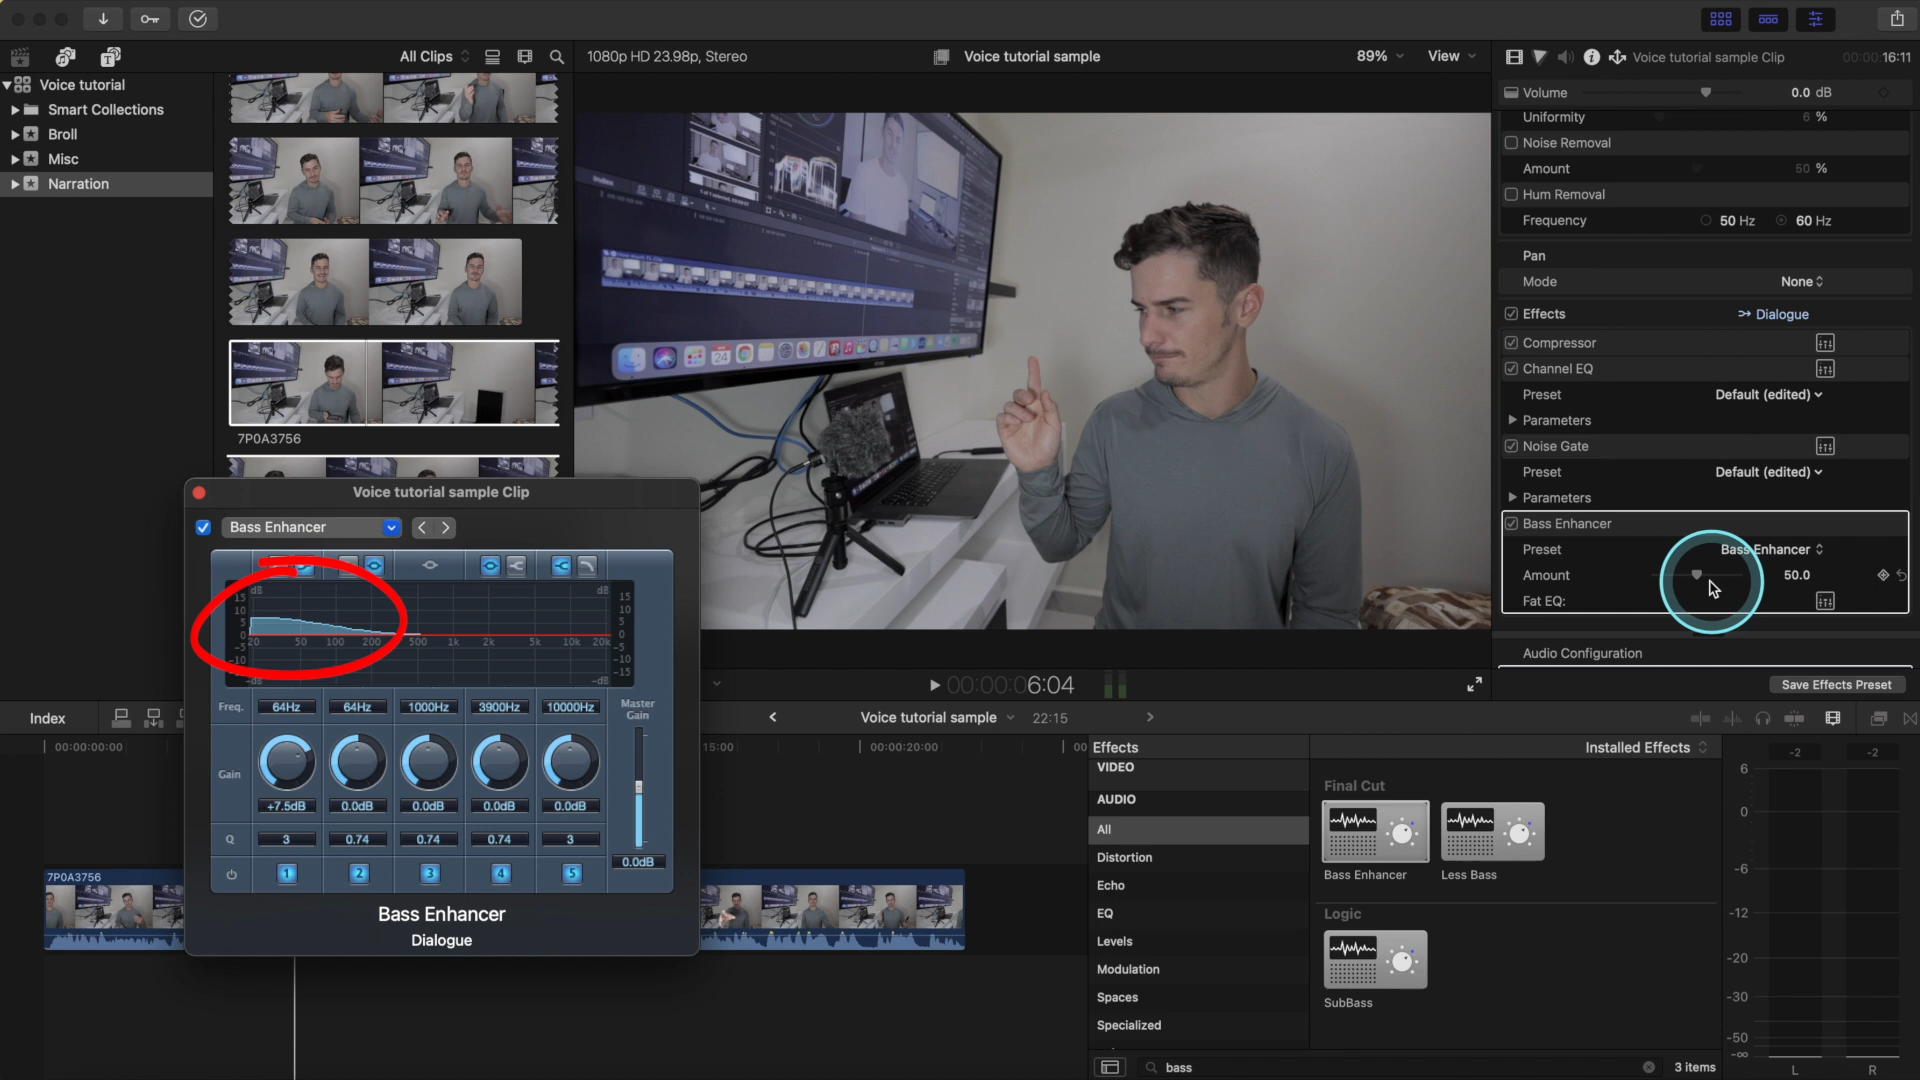 All Clips
1080p HD 23.98p, Stereo
Voice tutorial sample
89%
View
Voice tutorial sample Clip
00:00:16:11
Voice tutorial
Smart Collections
Broll
Misc
Narration
7P0A3756
Volume
0.0 dB
Uniformity
6 %
Noise Removal
Amount
50 %
Hum Removal
Frequency
50 Hz
60 Hz
Pan
Mode
None
Effects
Dialogue
Compressor
Channel EQ
Preset
Default (edited)
Parameters
Noise Gate
Preset
Default (edited)
Parameters
Bass Enhancer
Preset
Bass Enhancer
Amount
50.0
Fat EQ:
Audio Configuration
Save Effects Preset
Voice tutorial sample Clip
Bass Enhancer
dB
dB
15
10
5
0
-5
-10
15
10
5
0
-5
-10
-15
20 50 100 200 500 1k 2k 5k 10k 20k
-dB
-dB
Freq.
64Hz
64Hz
1000Hz
3900Hz
10000Hz
Master
Gain
Gain
+7.5dB
0.0dB
0.0dB
0.0dB
0.0dB
Q
3
0.74
0.74
0.74
3
0.0dB
1
2
3
4
5
Bass Enhancer
Dialogue
00:00:00:06:04
Index
Voice tutorial sample
22:15
00:00:00:00
15:00
00:00:20:00
00
7P0A3756
Effects
Installed Effects
VIDEO
AUDIO
All
Distortion
Echo
EQ
Levels
Modulation
Spaces
Specialized
Final Cut
Bass Enhancer
Less Bass
Logic
SubBass
bass
3 items
-2
-2
6
0
-6
-12
-20
-30
-50
-∞
L
R